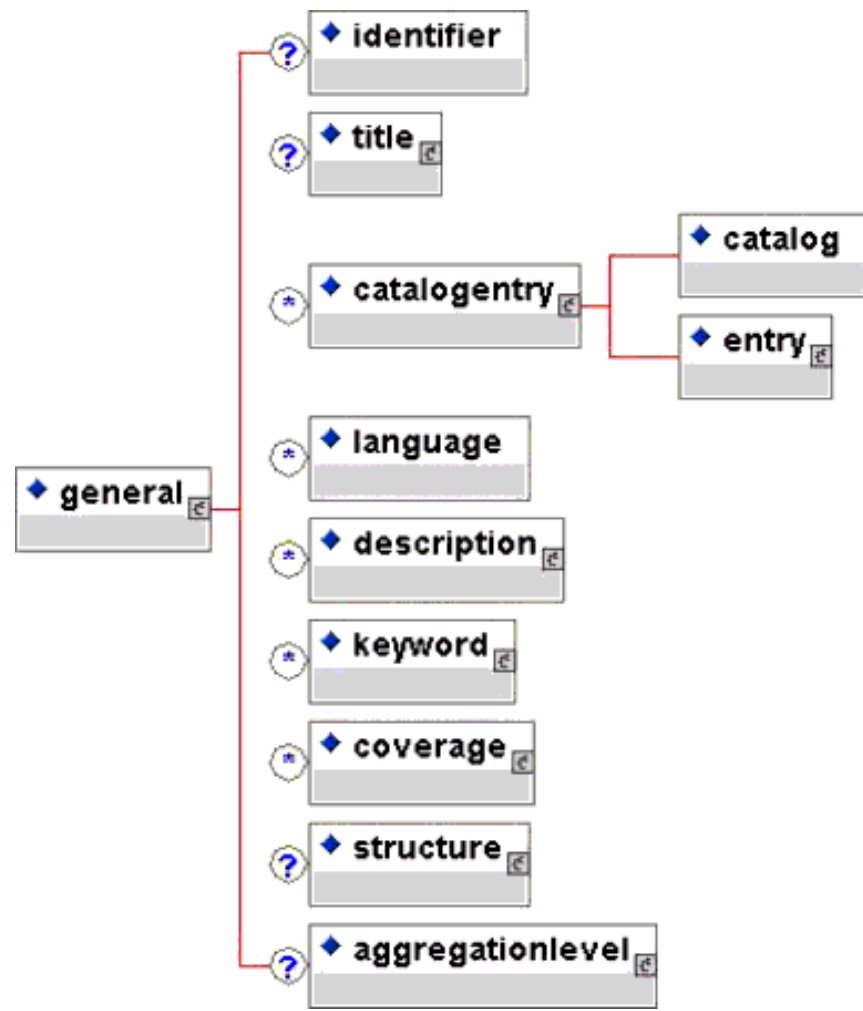 ? identifier
? title
* catalogentry
catalog
entry
* language
general
* description
* keyword
* coverage
? structure
? aggregationlevel